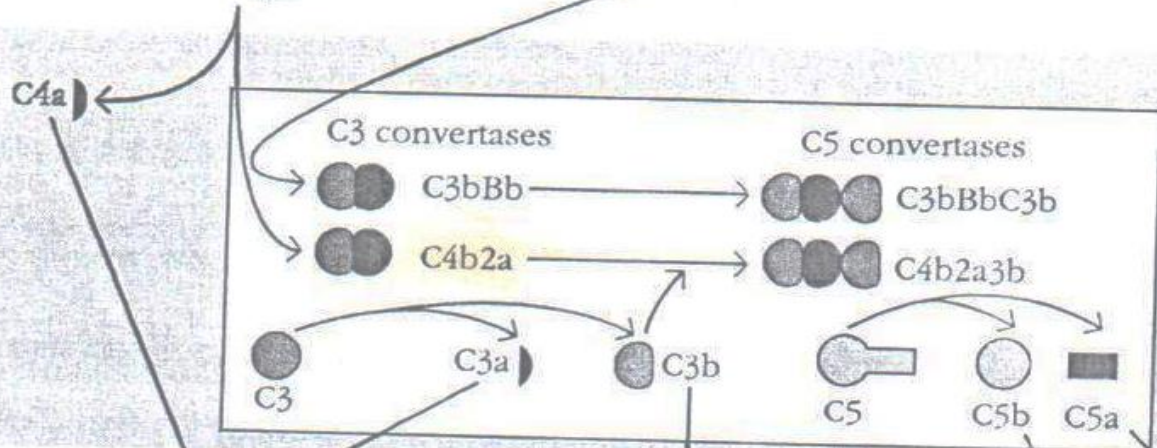 C4a
C3 convertases
C5 convertases
C3bBb
C3bBbC3b
C4b2a
C4b2a3b
C3
C3a
C3b
C5
C5b
C5a